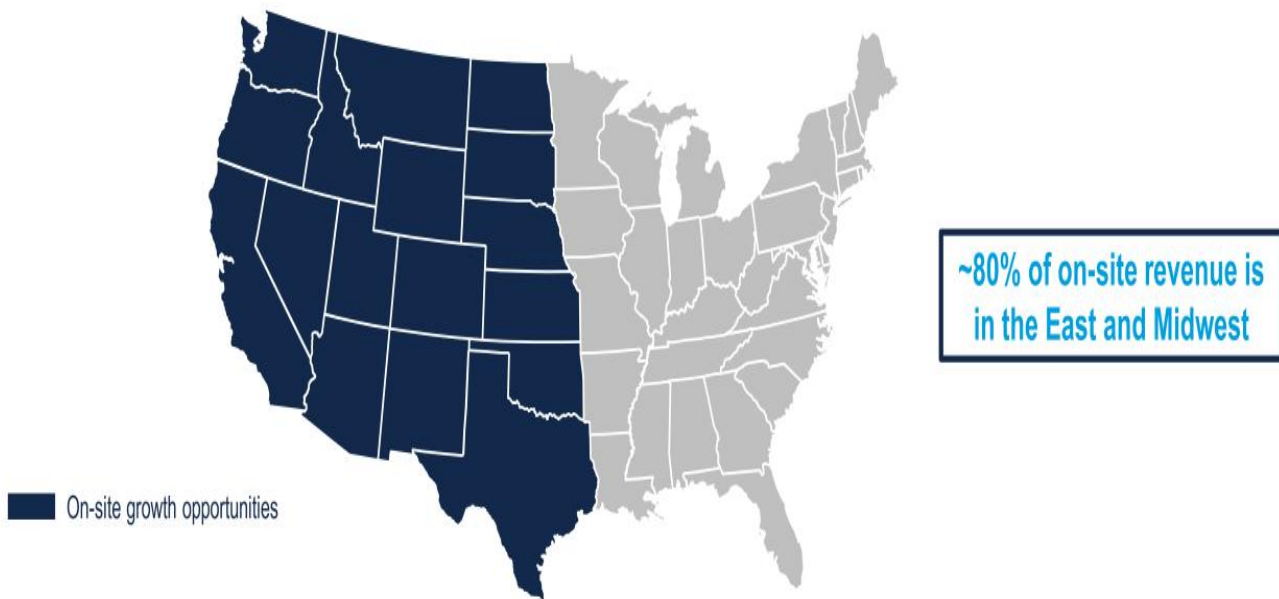 ~80% of on-site revenue is
in the East and Midwest
On-site growth opportunities